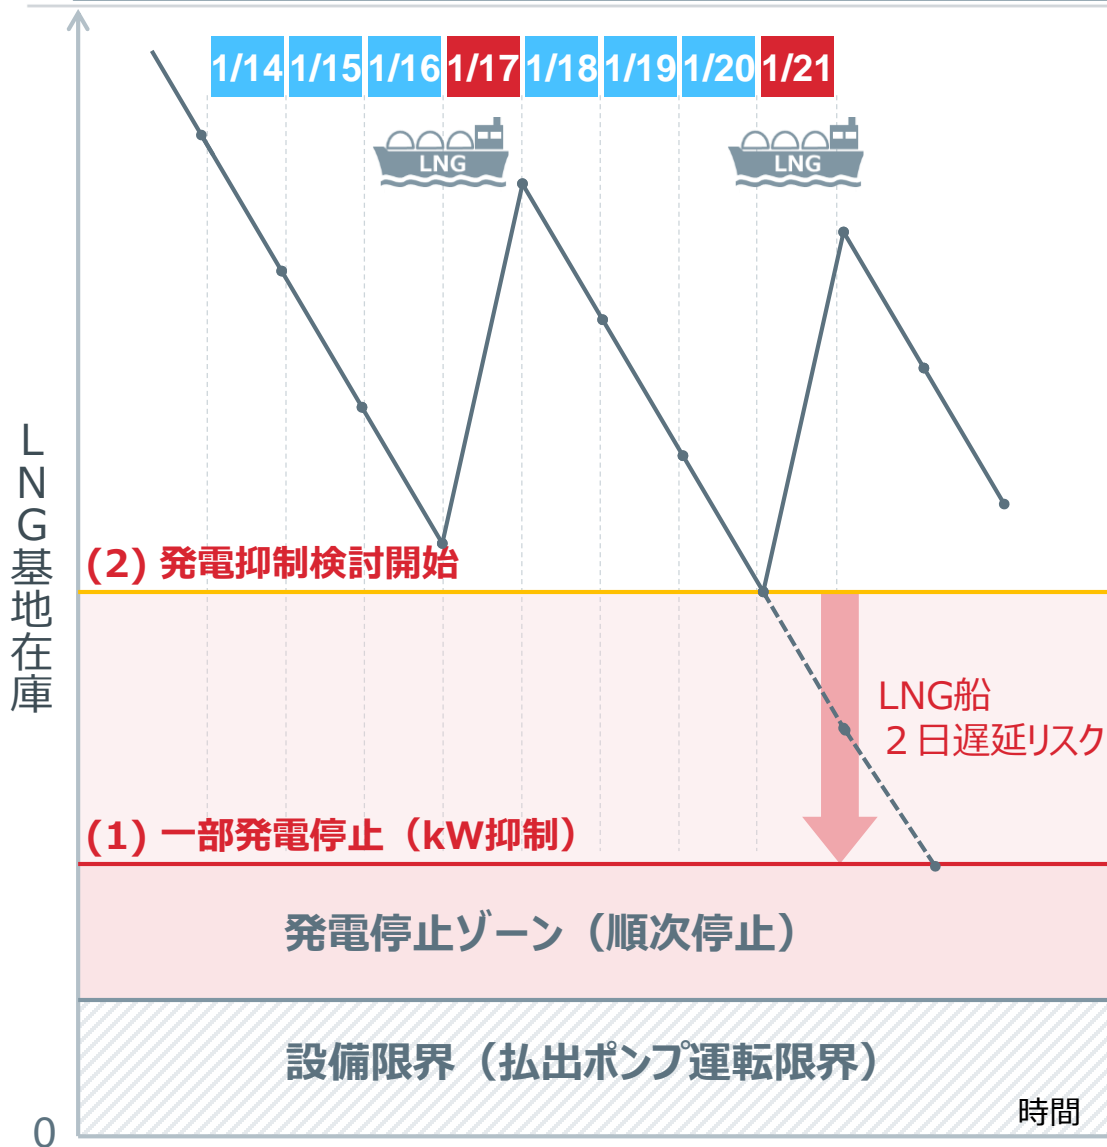 1/14 1/15 1/16 1/17 1/18 1/19 1/20 1/21
LNG LNG
LNG基地在庫
(2) 発電抑制検討開始
LNG船
２日遅延リスク
(1) 一部発電停止（kW抑制）
発電停止ゾーン（順次停止）
設備限界（払出ポンプ運転限界）
時間
0